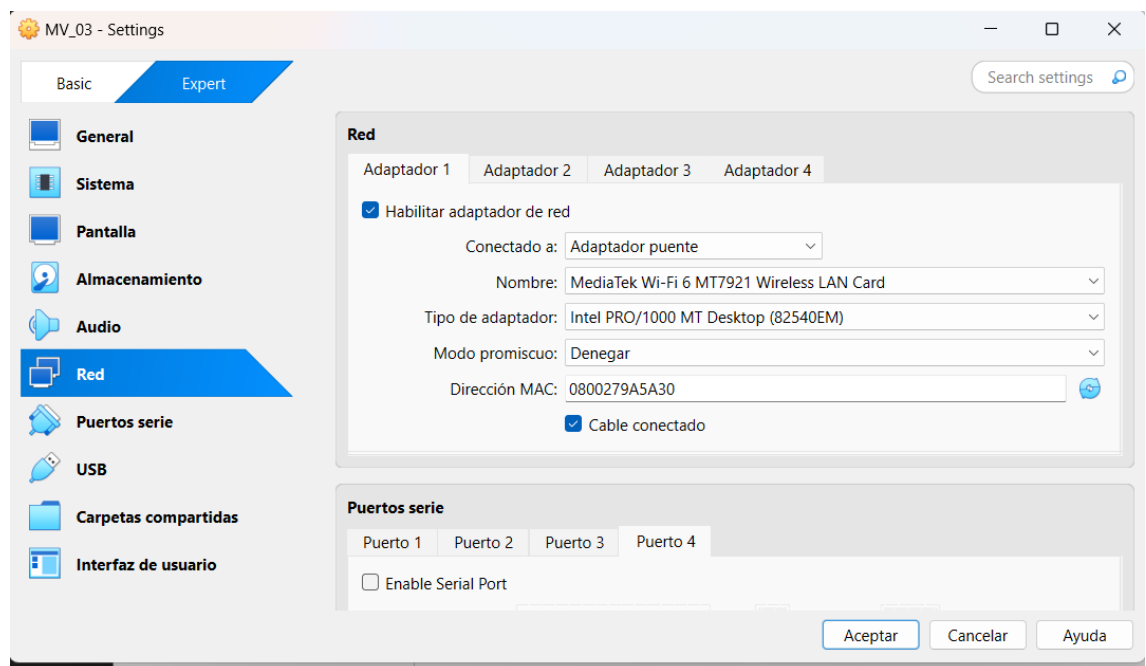 MV_03 - Settings
Basic
Expert
Search settings
General
Sistema
Pantalla
Almacenamiento
Audio
Red
Puertos serie
USB
Carpetas compartidas
Interfaz de usuario
Red
Adaptador 1 Adaptador 2 Adaptador 3 Adaptador 4
Habilitar adaptador de red
Conectado a: Adaptador puente
Nombre: MediaTek Wi-Fi 6 MT7921 Wireless LAN Card
Tipo de adaptador: Intel PRO/1000 MT Desktop (82540EM)
Modo promiscuo: Denegar
Dirección MAC: 0800279A5A30
Cable conectado
Puertos serie
Puerto 1 Puerto 2 Puerto 3 Puerto 4
Enable Serial Port
Aceptar Cancelar Ayuda